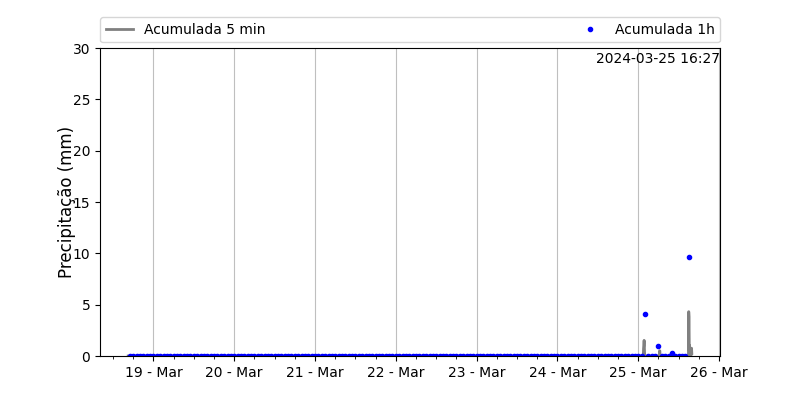 Acumulada 5 min
Acumulada 1h
2024-03-25 16:27
30
25
20
15
10
5
0
Precipitação (mm)
19 - Mar
20 - Mar
21 - Mar
22 - Mar
23 - Mar
24 - Mar
25 - Mar
26 - Mar